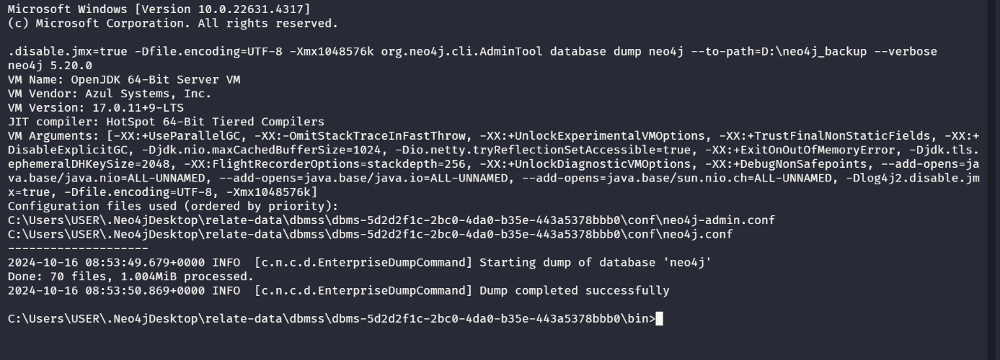 Microsoft Windows [Version 10.0.22631.4317]
(c) Microsoft Corporation. All rights reserved.
.disable.jmx=true -Dfile.encoding=UTF-8 -Xmx1048576k org.neo4j.cli.AdminTool database dump neo4j --to-path=D:\neo4j_backup --verbose
neo4j 5.20.0
VM Name: OpenJDK 64-Bit Server VM
VM Vendor: Azul Systems, Inc.
VM Version: 17.0.11+9-LTS
JIT compiler: HotSpot 64-Bit Tiered Compilers
VM Arguments: [-XX:+UseParallelGC, -XX:-OmitStackTraceInFastThrow, -XX:+UnlockExperimentalVMOptions, -XX:+TrustFinalNonStaticFields, -XX:+
DisableExplicitGC, -Djdk.nio.maxCachedBufferSize=1024, -Dio.netty.tryReflectionSetAccessible=true, -XX:+ExitOnOutOfMemoryError, -Djdk.tls.
ephemeralDHKeySize=2048, -XX:FlightRecorderOptions=stackdepth=256, -XX:+UnlockDiagnosticVMOptions, -XX:+DebugNonSafepoints, --add-opens=ja
va.base/java.nio=ALL-UNNAMED, --add-opens=java.base/java.io=ALL-UNNAMED, --add-opens=java.base/sun.nio.ch=ALL-UNNAMED, -Dlog4j2.disable.jm
x=true, -Dfile.encoding=UTF-8, -Xmx1048576k]
Configuration files used (ordered by priority):
C:\Users\USER\.Neo4jDesktop\relate-data\dbmss\dbms-5d2d2f1c-2bc0-4da0-b35e-443a5378bbb0\conf\neo4j-admin.conf
C:\Users\USER\.Neo4jDesktop\relate-data\dbmss\dbms-5d2d2f1c-2bc0-4da0-b35e-443a5378bbb0\conf\neo4j.conf
--------------------
2024-10-16 08:53:49.679+0000 INFO  [c.n.c.d.EnterpriseDumpCommand] Starting dump of database 'neo4j'
Done: 70 files, 1.004MiB processed.
2024-10-16 08:53:50.869+0000 INFO  [c.n.c.d.EnterpriseDumpCommand] Dump completed successfully
C:\Users\USER\.Neo4jDesktop\relate-data\dbmss\dbms-5d2d2f1c-2bc0-4da0-b35e-443a5378bbb0\bin>